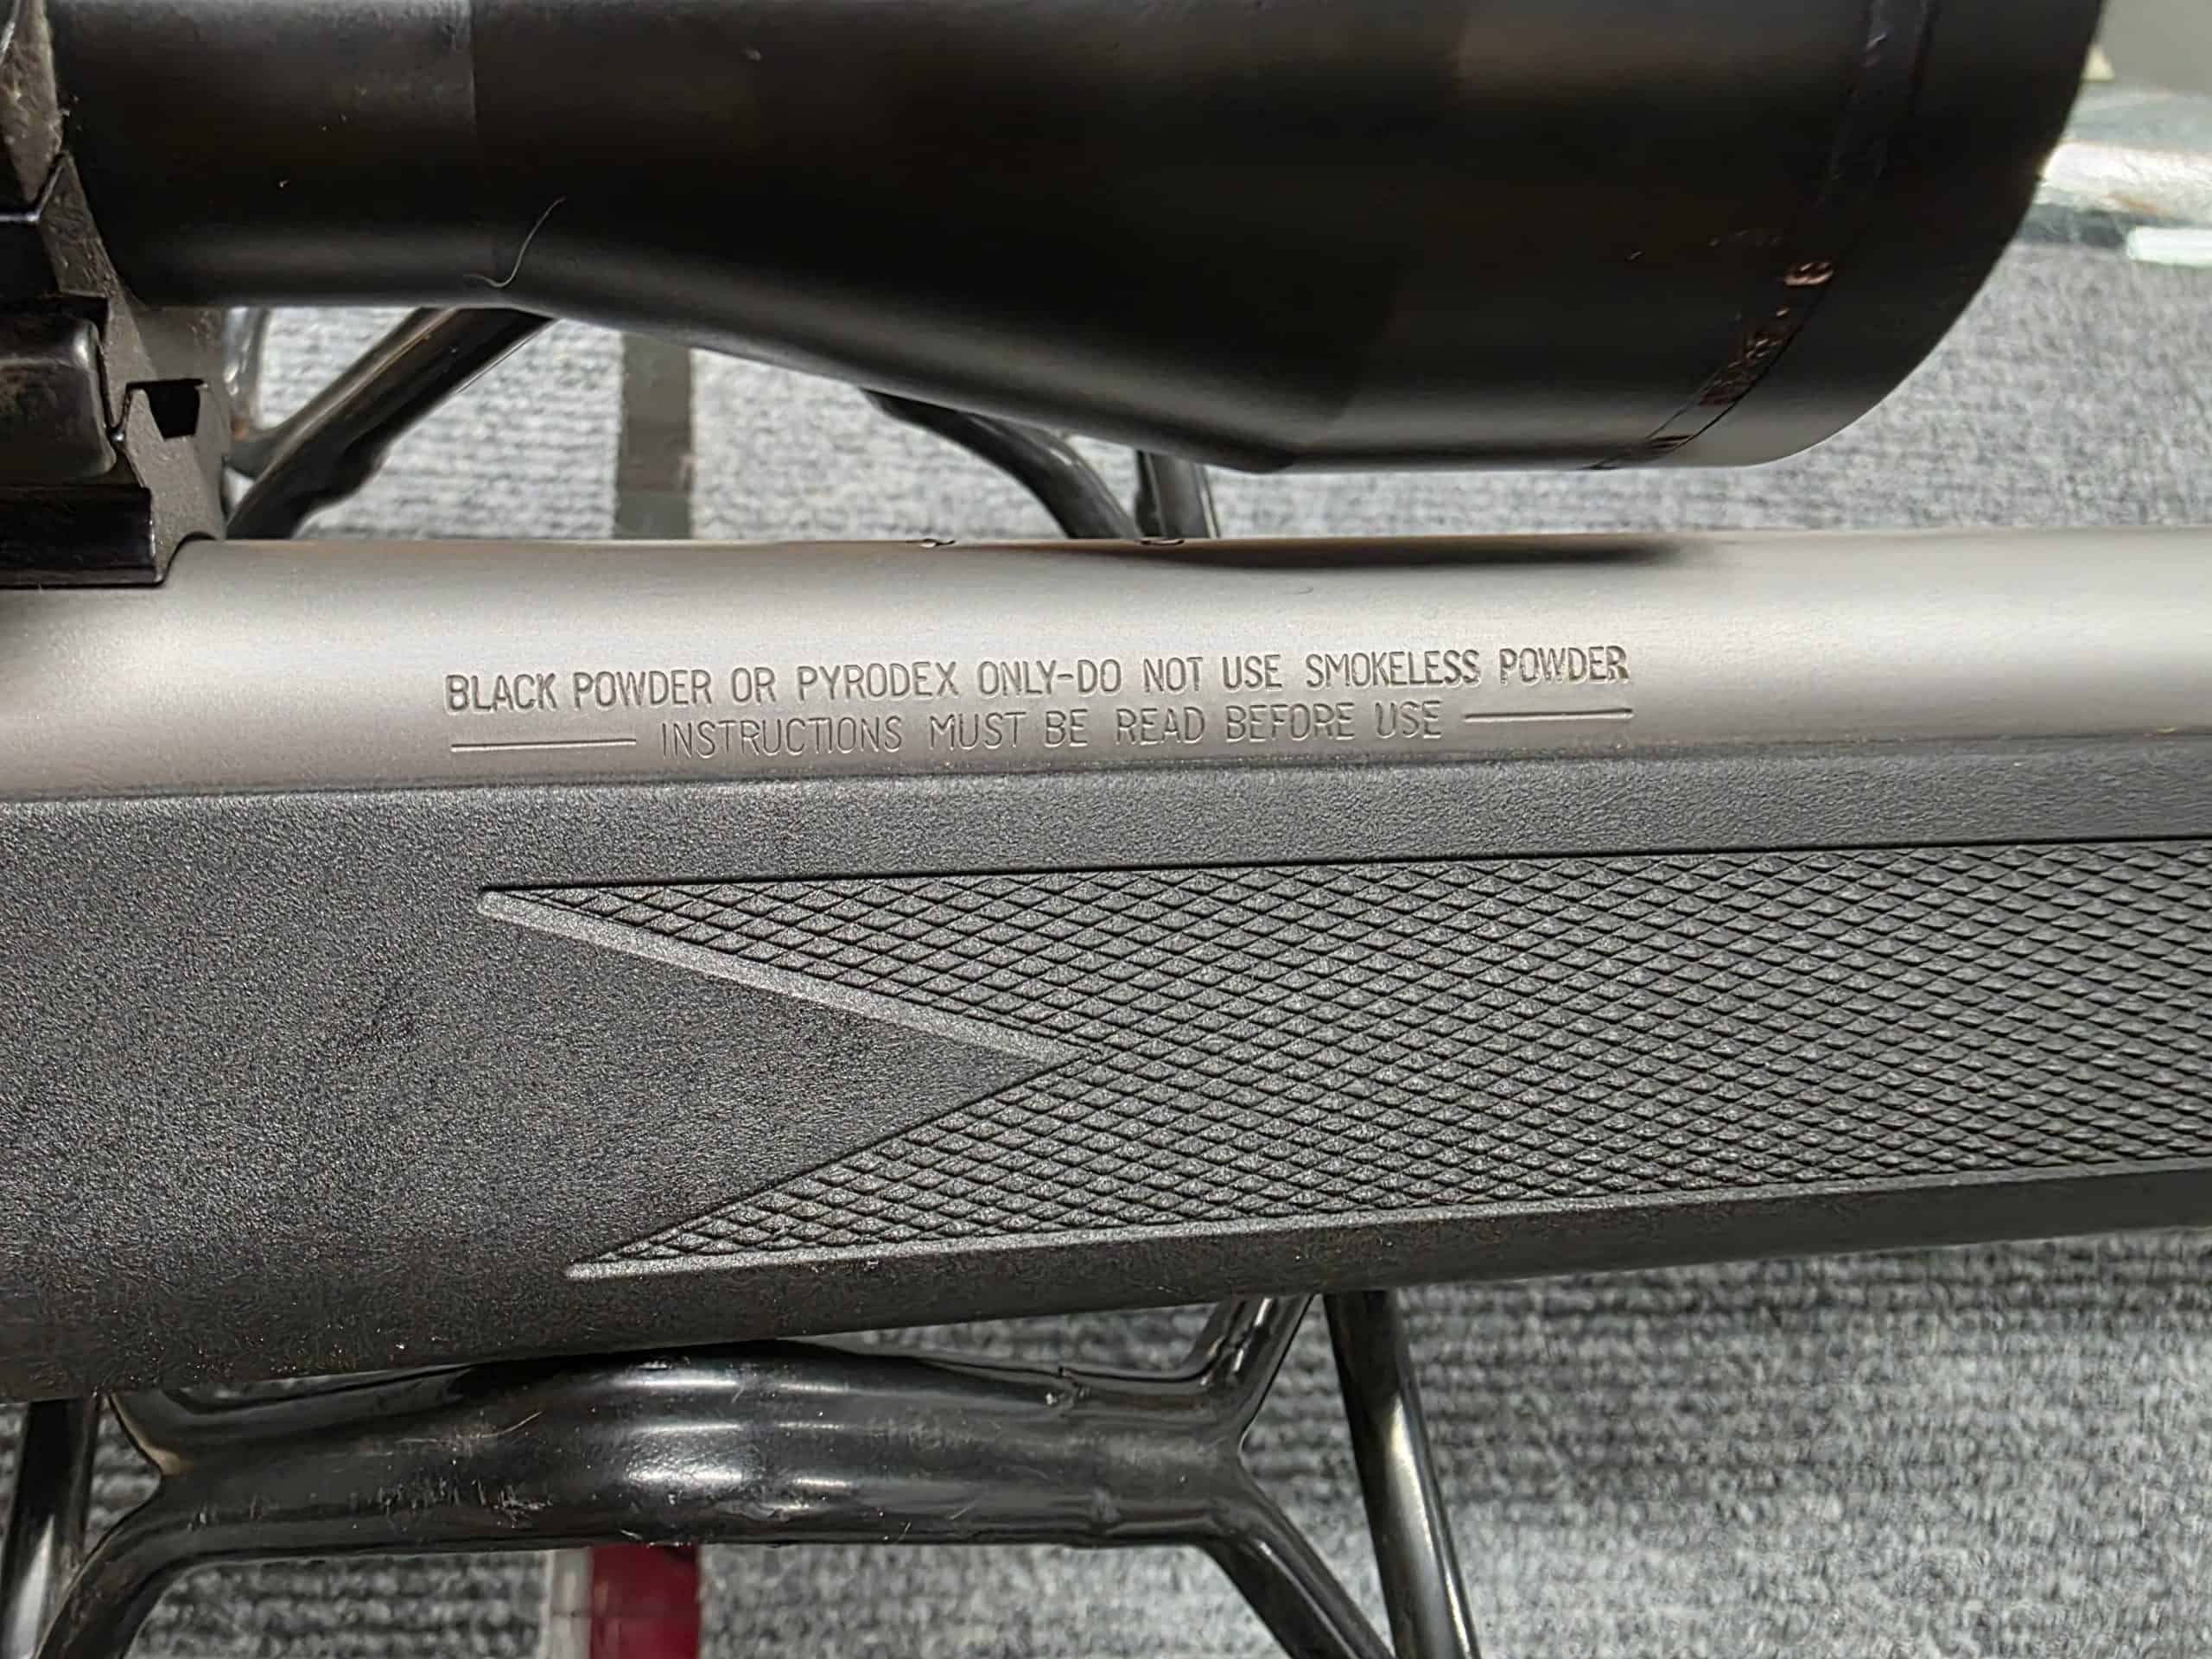 BLACK POWDER OR PYRODEX ONLY-DO NOT USE SMOKELESS POWDER
INSTRUCTIONS MUST BE READ BEFORE USE